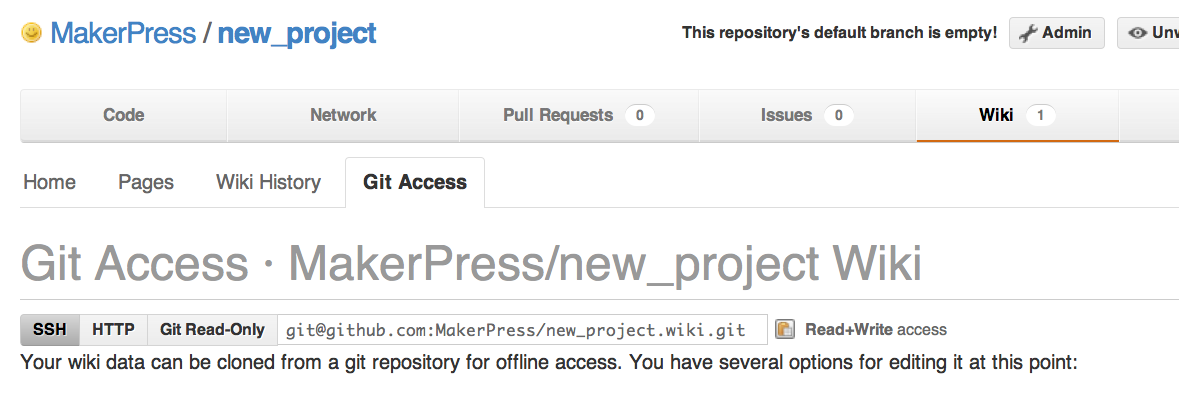 MakerPress / new_project
This repository's default branch is empty! Admin
Code Network Pull Requests 0 Issues 0 Wiki 1
Home Pages Wiki History Git Access
Git Access · MakerPress/new_project Wiki
SSH HTTP Git Read-Only git@github.com:MakerPress/new_project.wiki.git Read+Write access
Your wiki data can be cloned from a git repository for offline access. You have several options for editing it at this point: